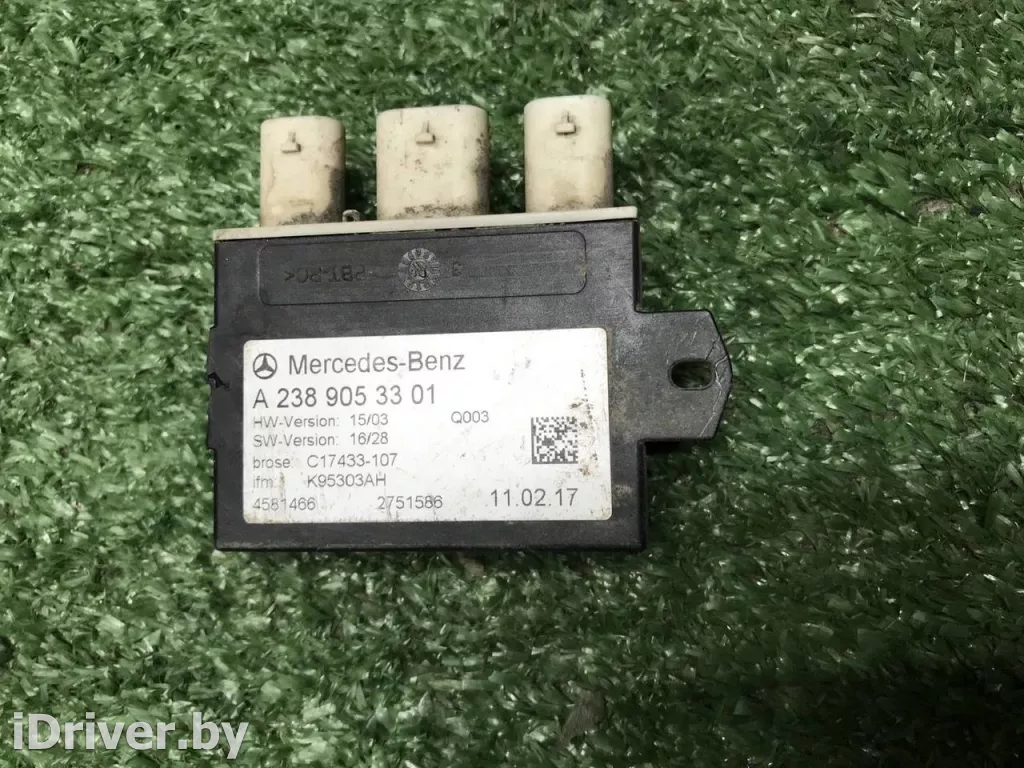 Mercedes-Benz
A 238 905 33 01
HW-Version: 15/03 Q003
SW-Version: 16/28
brose: C17433-107
ifm: K95303AH
4581466 2751586 11.02.17
iDriver.by